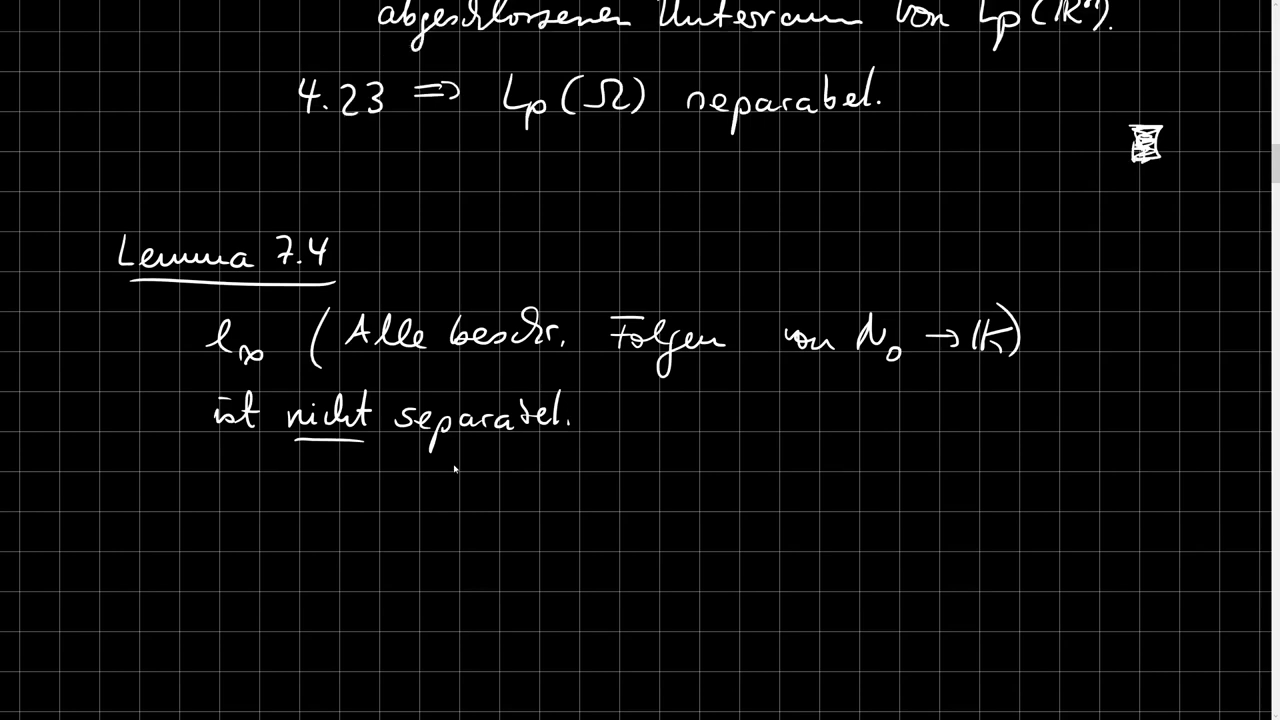 abgeschlossener Unterraum von Lp(ℝⁿ).
4.23 ⇒ Lp(Ω) separabel.
Lemma 7.4
l∞ (Alle beschr. Folgen von ℕ₀ → 𝕂)
ist nicht separabel.